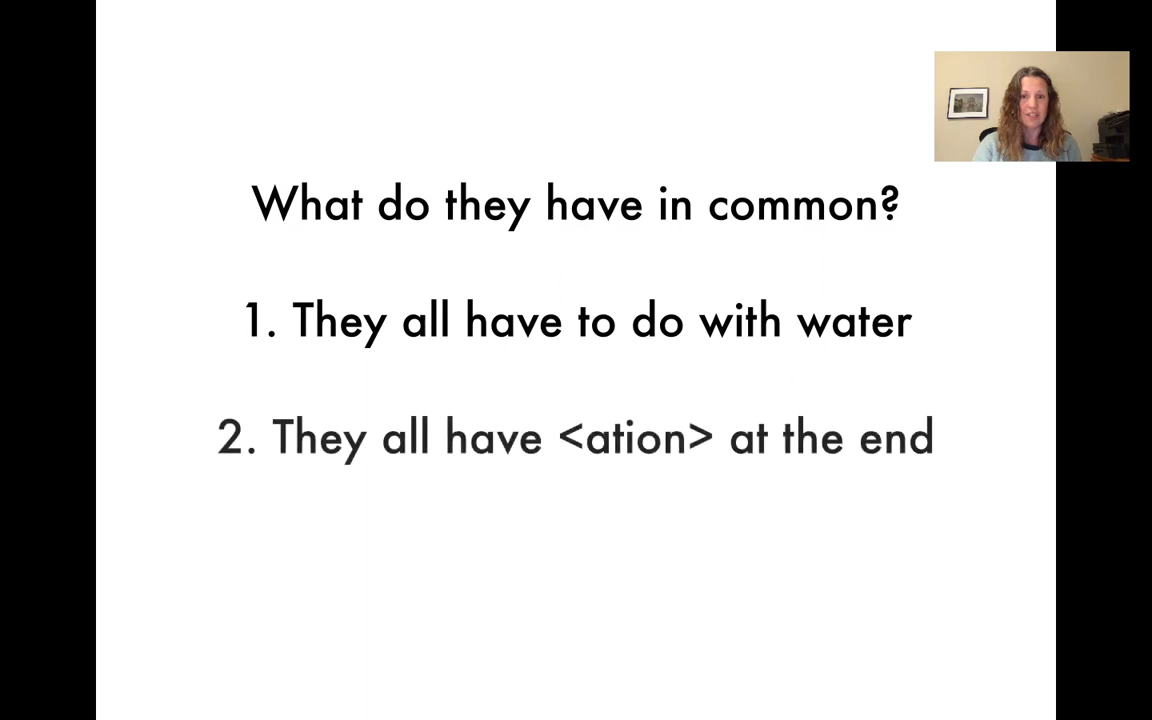 What do they have in common?
1. They all have to do with water
2. They all have <ation> at the end